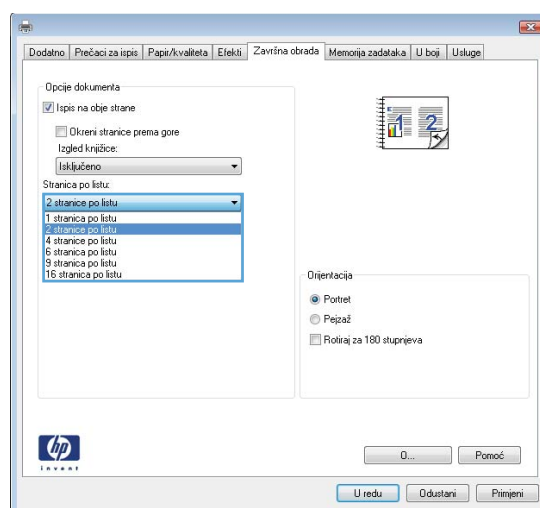 Dodatno Prečaci za ispis Papir/kvaliteta Efekti Završna obrada Memorija zadataka U boji Usluge
Opcije dokumenta
Ispis na obje strane
Okreni stranice prema gore
Izgled knjižice:
Isključeno
Stranica po listu:
2 stranice po listu
1 stranica po listu
2 stranice po listu
4 stranice po listu
6 stranica po listu
9 stranica po listu
16 stranica po listu
1 2
Orijentacija
Portret
Pejzaž
Rotiraj za 180 stupnjeva
hp
invent
O... Pomoć
U redu Odustani Primjeni